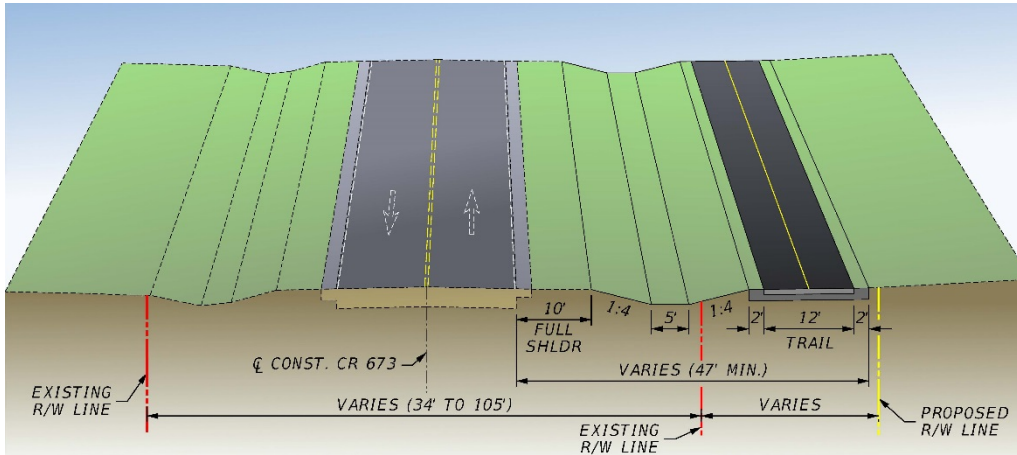 10'
FULL
SHLDR
1:4
5'
1:4
2'
12'
2'
TRAIL
℄ CONST. CR 673
VARIES (47' MIN.)
EXISTING
R/W LINE
VARIES (34' TO 105')
VARIES
EXISTING
R/W LINE
PROPOSED
R/W LINE